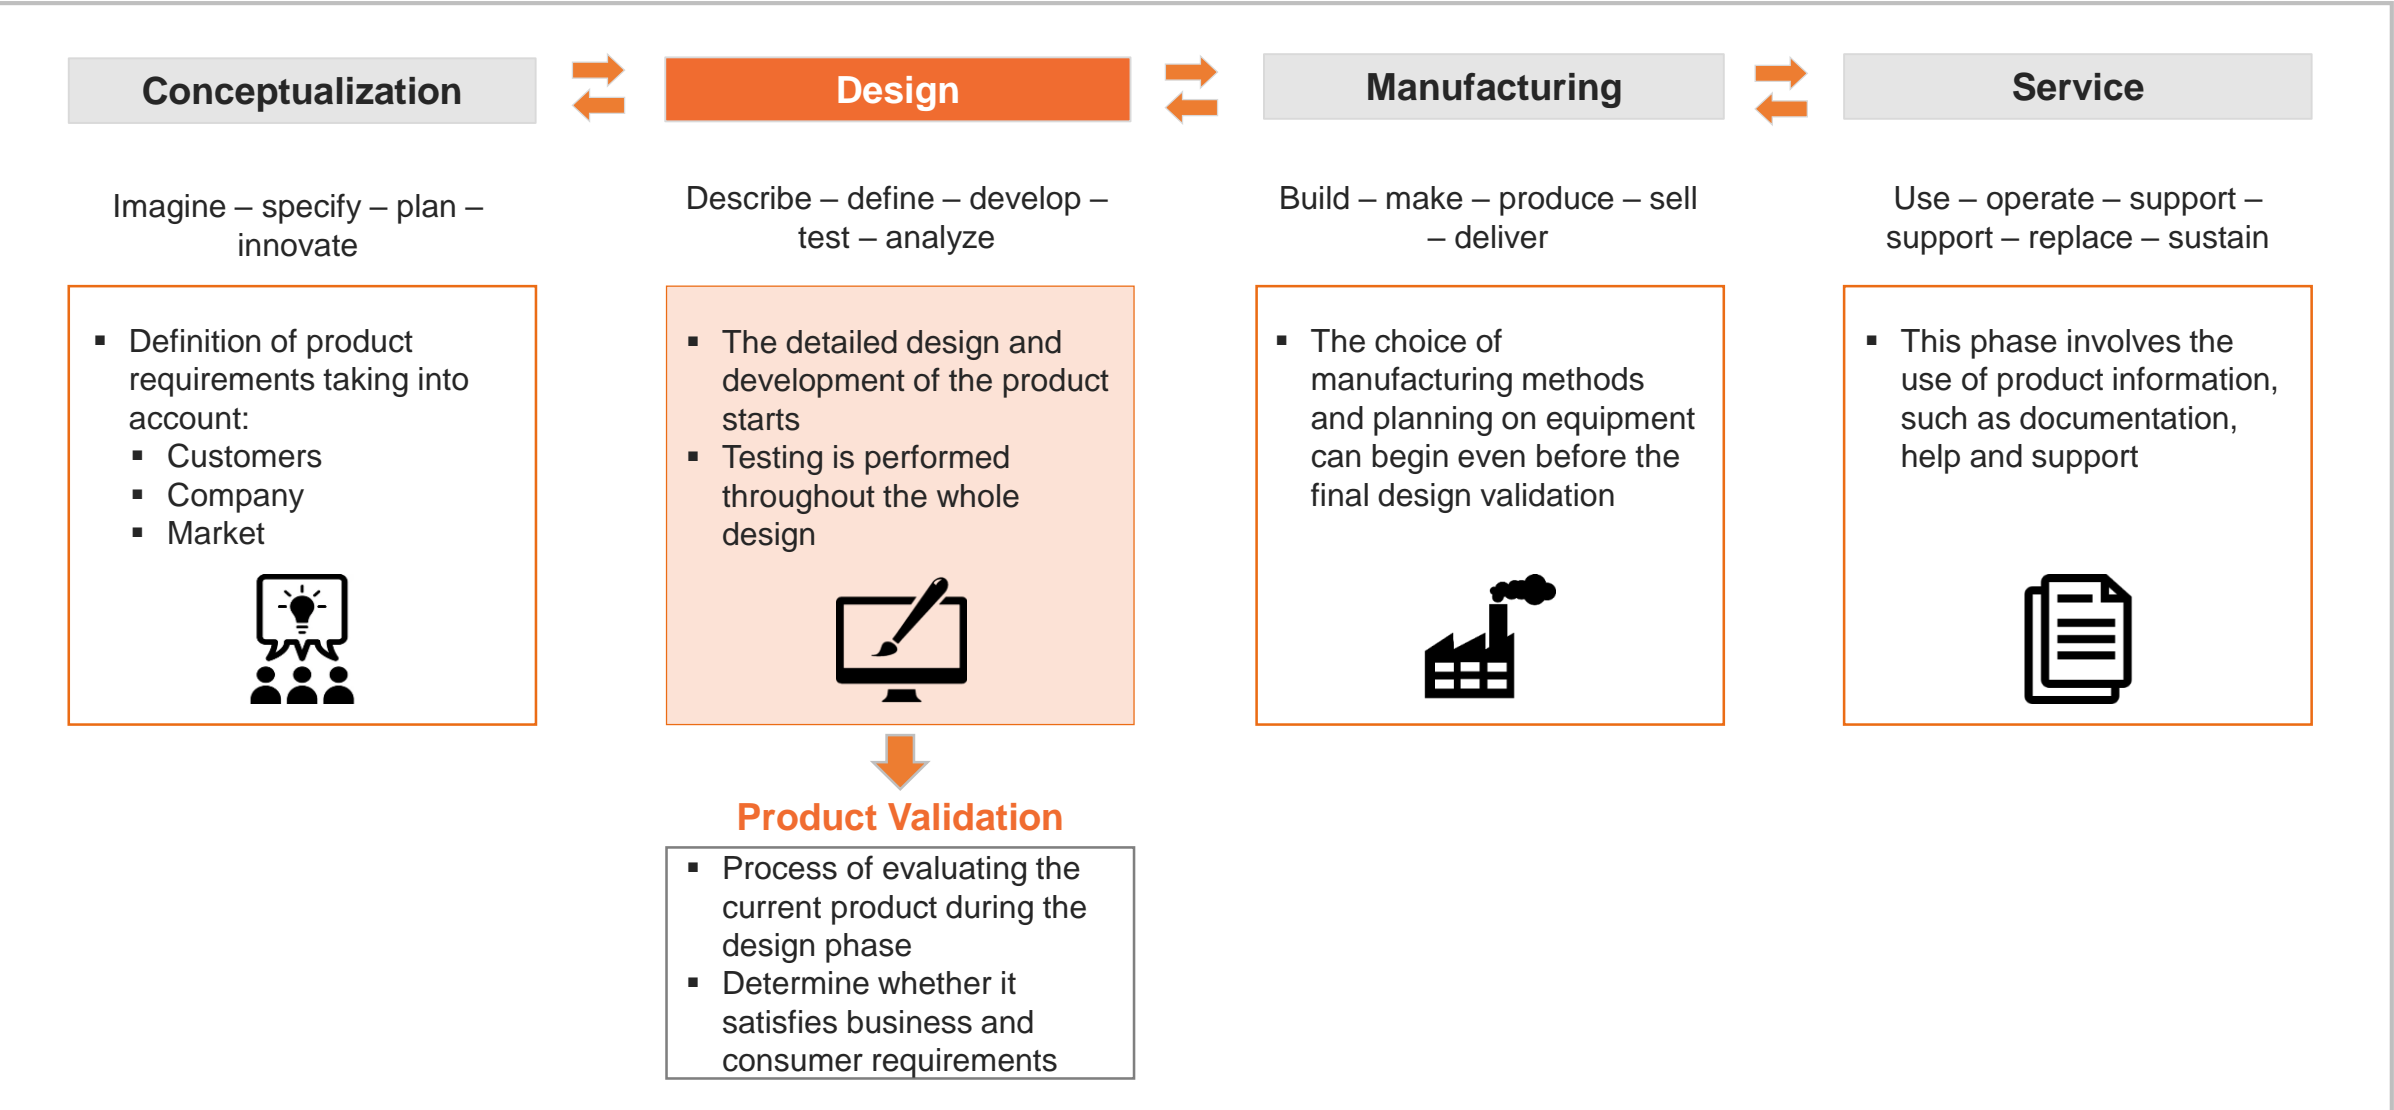 Conceptualization
Design
Manufacturing
Service
Imagine – specify – plan –
innovate
Describe – define – develop –
test – analyze
Build – make – produce – sell
– deliver
Use – operate – support –
support – replace – sustain
▪ Definition of product
requirements taking into
account:
▪ Customers
▪ Company
▪ Market
▪ The detailed design and
development of the product
starts
▪ Testing is performed
throughout the whole
design
▪ The choice of
manufacturing methods
and planning on equipment
can begin even before the
final design validation
▪ This phase involves the
use of product information,
such as documentation,
help and support
Product Validation
▪ Process of evaluating the
current product during the
design phase
▪ Determine whether it
satisfies business and
consumer requirements